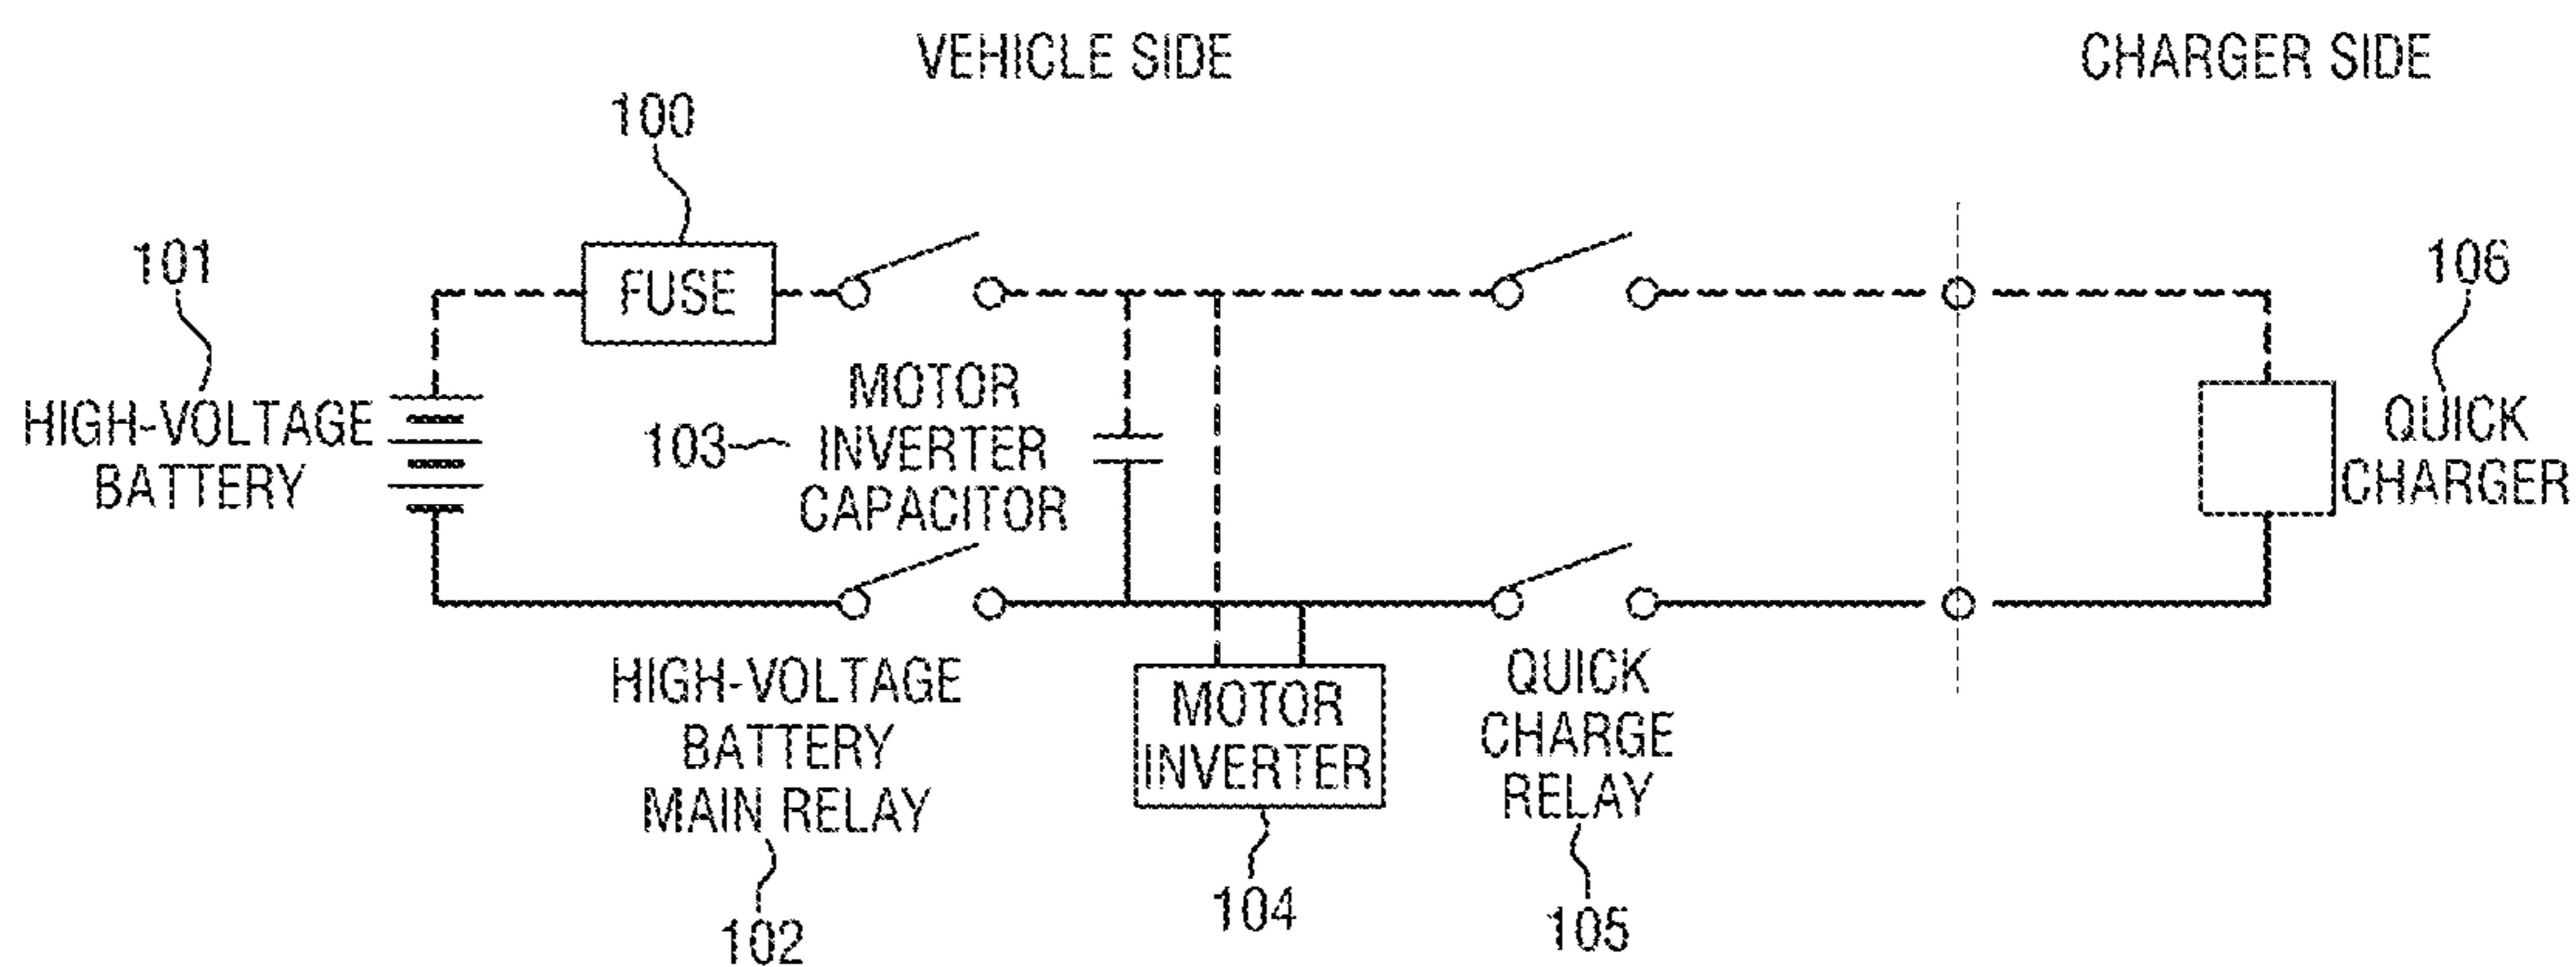 VEHICLE SIDE
CHARGER SIDE
100
101
FUSE
106
HIGH-VOLTAGE
BATTERY
103
MOTOR
INVERTER
CAPACITOR
QUICK
CHARGER
HIGH-VOLTAGE
BATTERY
MAIN RELAY
102
MOTOR
INVERTER
104
QUICK
CHARGE
RELAY
105